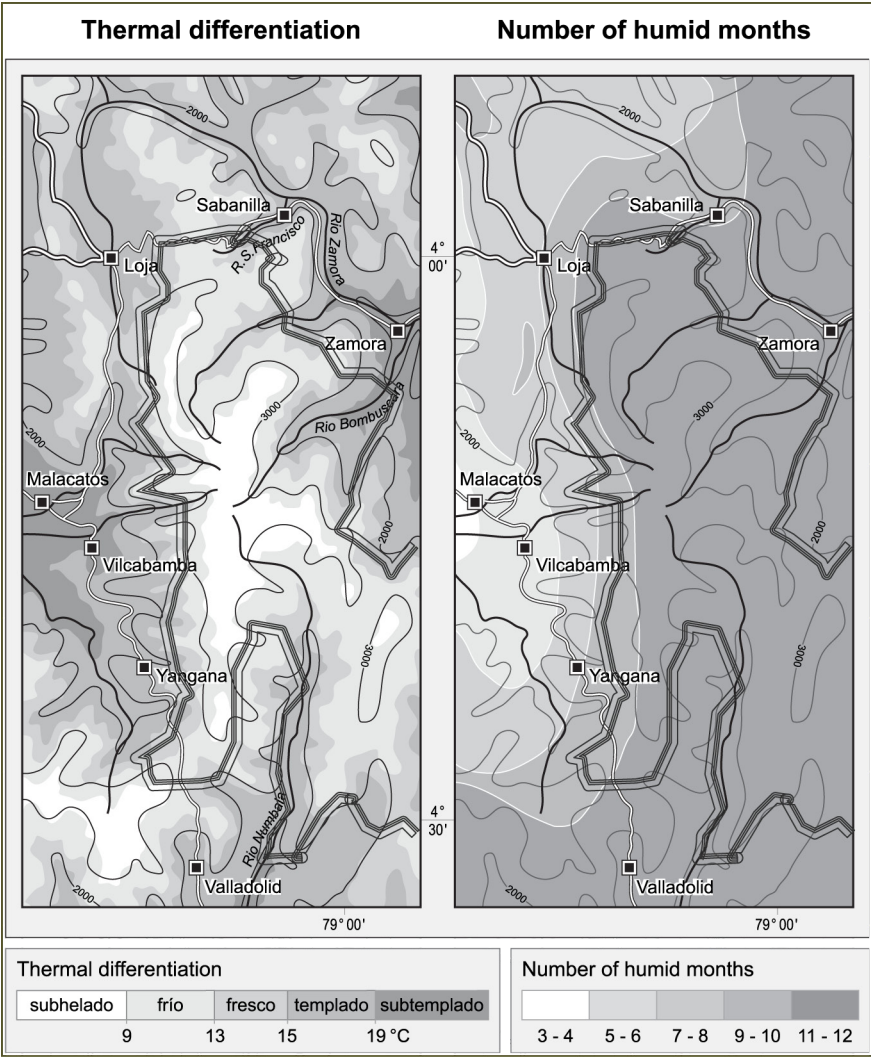 Thermal differentiation
Number of humid months
2000
Sabanilla
R.S.Francisco
Rio Zamora
Loja
Zamora
3000
Rio Bombuscara
2000
Malacatos
2000
Vilcabamba
3000
Yangana
Rio Numbala
Valladolid
2000
79° 00'
4°
00'
4°
30'
2000
Sabanilla
Loja
Zamora
3000
2000
Malacatos
2000
Vilcabamba
3000
Yangana
Valladolid
2000
79° 00'
Thermal differentiation
subhelado frío fresco templado subtemplado
9 13 15 19 °C
Number of humid months
3 - 4 5 - 6 7 - 8 9 - 10 11 - 12